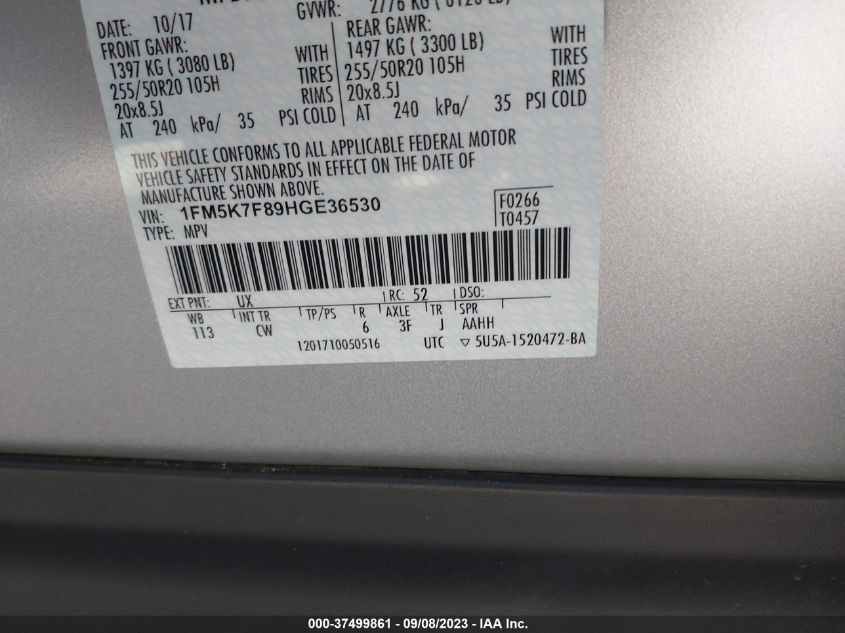 DATE: 10/17
GVWR: 2776 KG
FRONT GAWR:
REAR GAWR:
1397 KG ( 3080 LB) WITH
1497 KG ( 3300 LB) WITH
255/50R20 105H TIRES
255/50R20 105H TIRES
20x8.5J RIMS
20x8.5J RIMS
AT 240 kPa/ 35 PSI COLD
AT 240 kPa/ 35 PSI COLD
THIS VEHICLE CONFORMS TO ALL APPLICABLE FEDERAL MOTOR
VEHICLE SAFETY STANDARDS IN EFFECT ON THE DATE OF
MANUFACTURE SHOWN ABOVE.
VIN: 1FM5K7F89HGE36530 F0266
TYPE: MPV T0457
EXT PNT: UX RC: 52 DSO:
WB INT TR TP/PS R AXLE TR SPR
113 CW 6 3F J AAHH
1201710050516 UTC ▽ 5U5A-1520472-BA
000-37499861 - 09/08/2023 - IAA Inc.